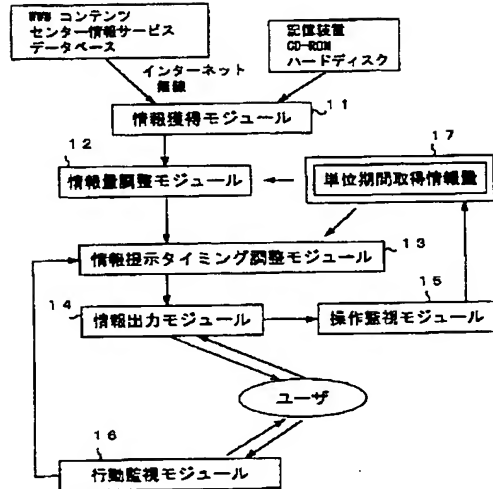 WWW コンテンツ
センター情報サービス
データベース
記憶装置
CD-ROM
ハードディスク
インターネット
無線
11
情報獲得モジュール
12
17
情報量調整モジュール
単位期間取得情報量
13
情報提示タイミング調整モジュール
14
15
情報出力モジュール
操作監視モジュール
ユーザ
16
行動監視モジュール